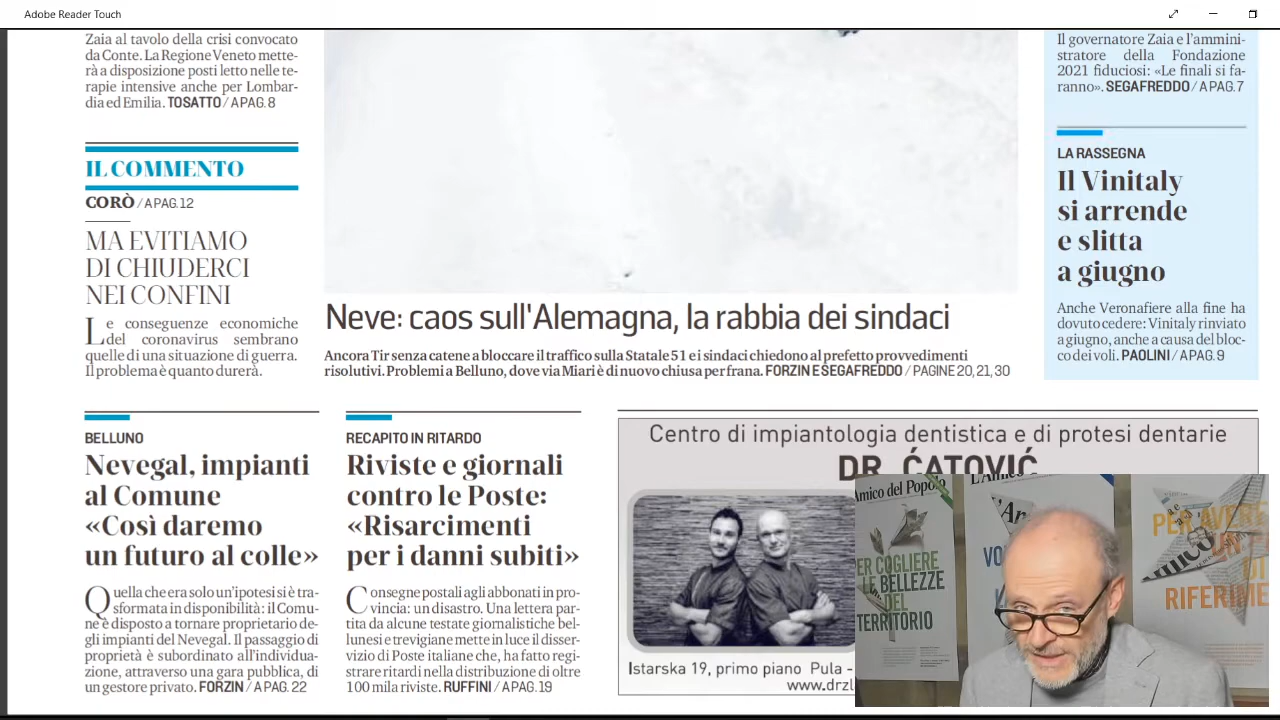 Adobe Reader Touch
Zaia al tavolo della crisi convocato
da Conte. La Regione Veneto mette-
rà a disposizione posti letto nelle te-
rapie intensive anche per Lombar-
dia ed Emilia. TOSATTO / A PAG. 8
IL COMMENTO
CORÒ / A PAG. 12
MA EVITIAMO
DI CHIUDERCI
NEI CONFINI
Le conseguenze economiche
del coronavirus sembrano
quelle di una situazione di guerra.
Il problema è quanto durerà.
Neve: caos sull'Alemagna, la rabbia dei sindaci
Ancora Tir senza catene a bloccare il traffico sulla Statale 51 e i sindaci chiedono al prefetto provvedimenti
risolutivi. Problemi a Belluno, dove via Miari è di nuovo chiusa per frana. FORZIN E SEGAFREDDO / PAGINE 20, 21, 30
Il governatore Zaia e l'ammini-
stratore della Fondazione
2021 fiduciosi: «Le finali si fa-
ranno». SEGAFREDDO / A PAG. 7
LA RASSEGNA
Il Vinitaly
si arrende
e slitta
a giugno
Anche Veronafiere alla fine ha
dovuto cedere: Vinitaly rinviato
a giugno, anche a causa del bloc-
co dei voli. PAOLINI / A PAG. 9
BELLUNO
Nevegal, impianti
al Comune
«Così daremo
un futuro al colle»
Quella che era solo un'ipotesi si è tra-
sformata in disponibilità: il Comu-
ne è disposto a tornare proprietario de-
gli impianti del Nevegal. Il passaggio di
proprietà è subordinato all'individua-
zione, attraverso una gara pubblica, di
un gestore privato. FORZIN / A PAG. 22
RECAPITO IN RITARDO
Riviste e giornali
contro le Poste:
«Risarcimenti
per i danni subiti»
Consegne postali agli abbonati in pro-
vincia: un disastro. Una lettera par-
tita da alcune testate giornalistiche bel-
lunesi e trevigiane mette in luce il disser-
vizio di Poste italiane che, ha fatto regi-
strare ritardi nella distribuzione di oltre
100 mila riviste. RUFFINI / A PAG. 19
Centro di impiantologia dentistica e di protesi dentarie
DR. ĆATOVIĆ
Istarska 19, primo piano Pula -
www.drzl
Amico del Popolo
PER COGLIERE
LE BELLEZZE
DEL
TERRITORIO
L'Amico
VO
PER AVERE
UN
DI
RIFERIME